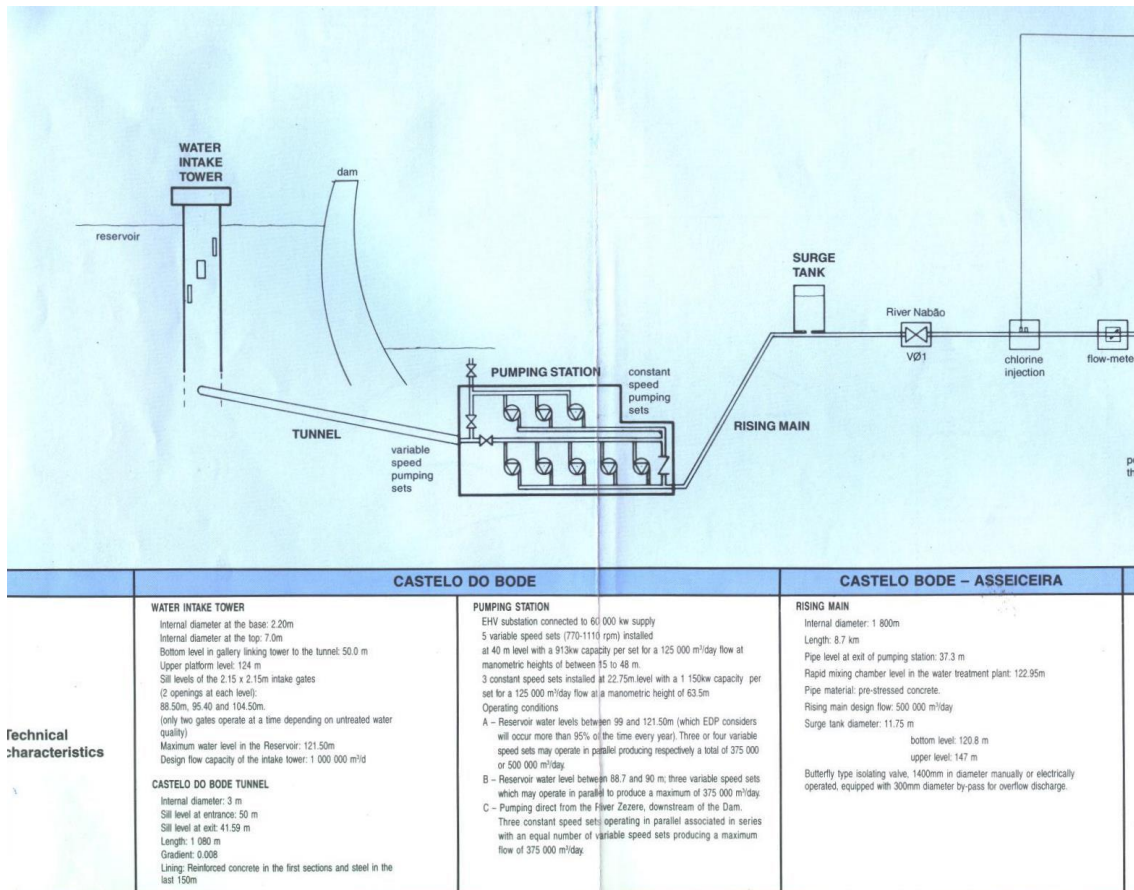 WATER
INTAKE
TOWER
dam
reservoir
SURGE
TANK
River Nabão
VØ1
chlorine
injection
flow-mete
PUMPING STATION
constant
speed
pumping
sets
TUNNEL
variable
speed
pumping
sets
RISING MAIN
CASTELO DO BODE
CASTELO BODE – ASSEICEIRA
Technical
characteristics
WATER INTAKE TOWER
Internal diameter at the base: 2.20m
Internal diameter at the top: 7.0m
Bottom level in gallery linking tower to the tunnel: 50.0 m
Upper platform level: 124 m
Sill levels of the 2.15 x 2.15m intake gates
(2 openings at each level):
88.50m, 95.40 and 104.50m.
(only two gates operate at a time depending on untreated water
quality)
Maximum water level in the Reservoir: 121.50m
Design flow capacity of the intake tower: 1 000 000 m³/d
CASTELO DO BODE TUNNEL
Internal diameter: 3 m
Sill level at entrance: 50 m
Sill level at exit: 41.59 m
Length: 1 080 m
Gradient: 0.008
Lining: Reinforced concrete in the first sections and steel in the
last 150m
PUMPING STATION
EHV substation connected to 60 000 kw supply
5 variable speed sets (770-1110 rpm) installed
at 40 m level with a 913kw capacity per set for a 125 000 m³/day flow at
manometric heights of between 15 to 48 m.
3 constant speed sets installed at 22.75m.level with a 1 150kw capacity per
set for a 125 000 m³/day flow at a manometric height of 63.5m
Operating conditions
A – Reservoir water levels between 99 and 121.50m (which EDP considers
will occur more than 95% of the time every year). Three or four variable
speed sets may operate in parallel producing respectively a total of 375 000
or 500 000 m³/day.
B – Reservoir water level between 88.7 and 90 m; three variable speed sets
which may operate in parallel to produce a maximum of 375 000 m³/day.
C – Pumping direct from the River Zezere, downstream of the Dam.
Three constant speed sets operating in parallel associated in series
with an equal number of variable speed sets producing a maximum
flow of 375 000 m³/day.
RISING MAIN
Internal diameter: 1 800m
Length: 8.7 km
Pipe level at exit of pumping station: 37.3 m
Rapid mixing chamber level in the water treatment plant: 122.95m
Pipe material: pre-stressed concrete.
Rising main design flow: 500 000 m³/day
Surge tank diameter: 11.75 m
bottom level: 120.8 m
upper level: 147 m
Butterfly type isolating valve, 1400mm in diameter manually or electrically
operated, equipped with 300mm diameter by-pass for overflow discharge.